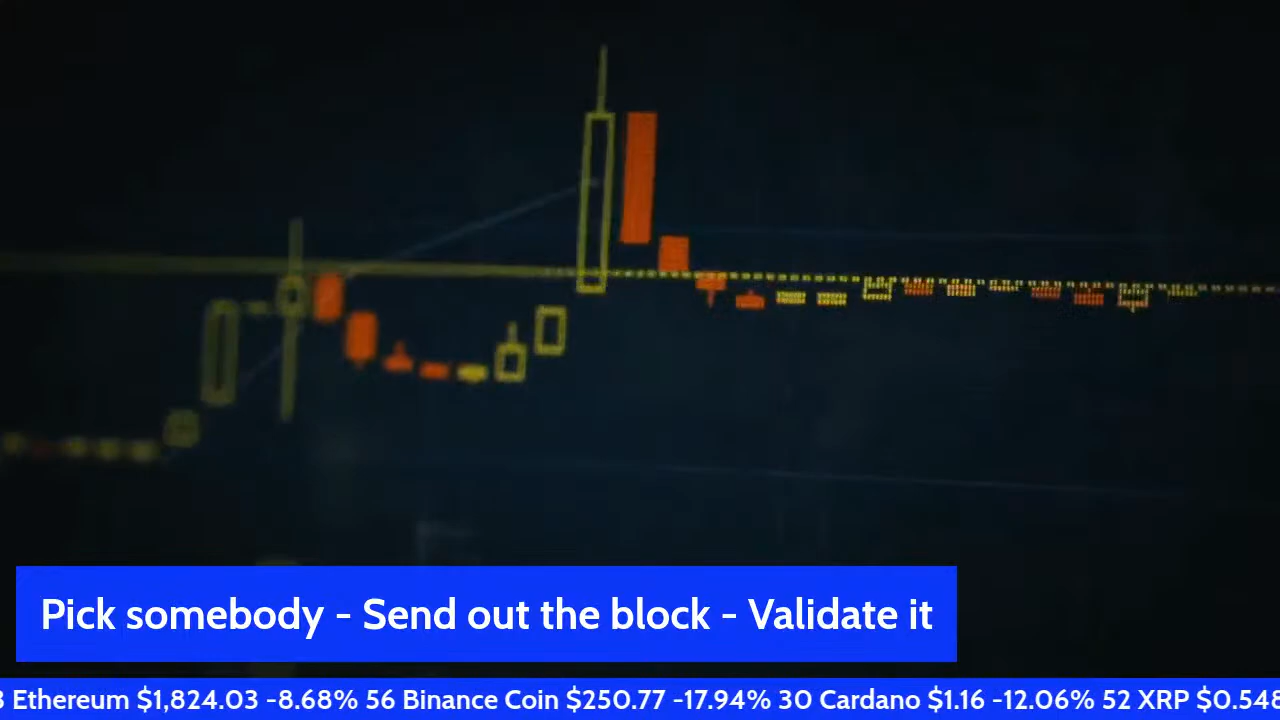 Pick somebody - Send out the block - Validate it
Ethereum $1,824.03 -8.68% 56 Binance Coin $250.77 -17.94% 30 Cardano $1.16 -12.06% 52 XRP $0.548